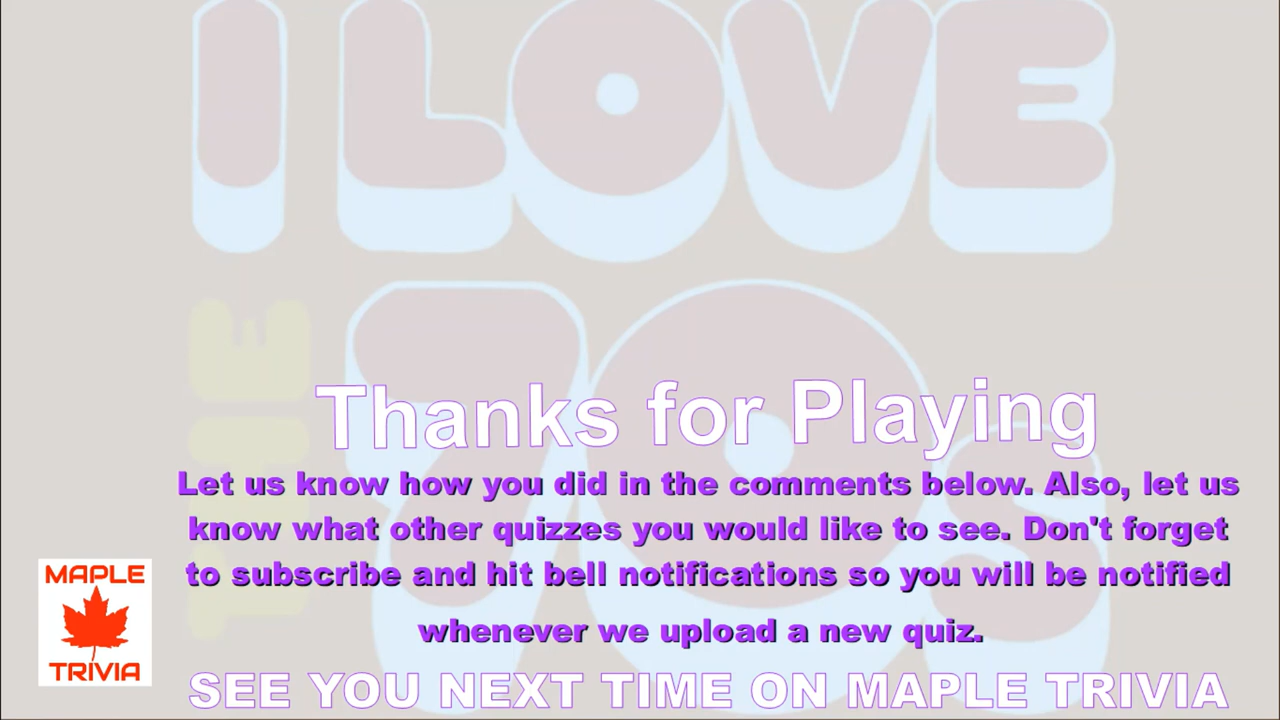 I LOVE
THE
70s
Thanks for Playing
Let us know how you did in the comments below. Also, let us
know what other quizzes you would like to see. Don't forget
to subscribe and hit bell notifications so you will be notified
whenever we upload a new quiz.
MAPLE
TRIVIA
SEE YOU NEXT TIME ON MAPLE TRIVIA